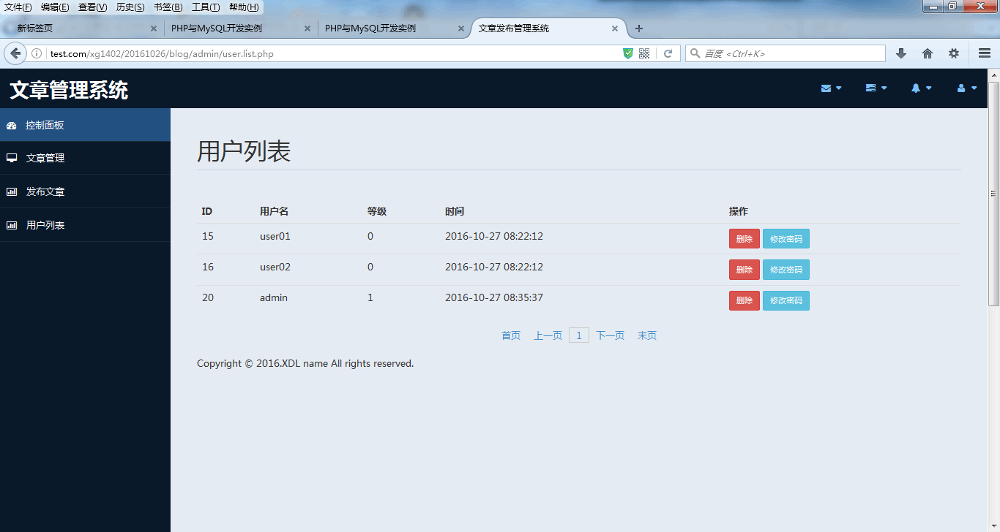 文件(F) 编辑(E) 查看(V) 历史(S) 书签(B) 工具(T) 帮助(H)
新标签页 PHP与MySQL开发实例 PHP与MySQL开发实例 文章发布管理系统
test.com/xg1402/20161026/blog/admin/user.list.php 百度 <Ctrl+K>
文章管理系统
控制面板
文章管理
发布文章
用户列表
用户列表
ID 用户名 等级 时间 操作
15 user01 0 2016-10-27 08:22:12 删除 修改密码
16 user02 0 2016-10-27 08:22:12 删除 修改密码
20 admin 1 2016-10-27 08:35:37 删除 修改密码
首页 上一页 1 下一页 末页
Copyright © 2016.XDL name All rights reserved.